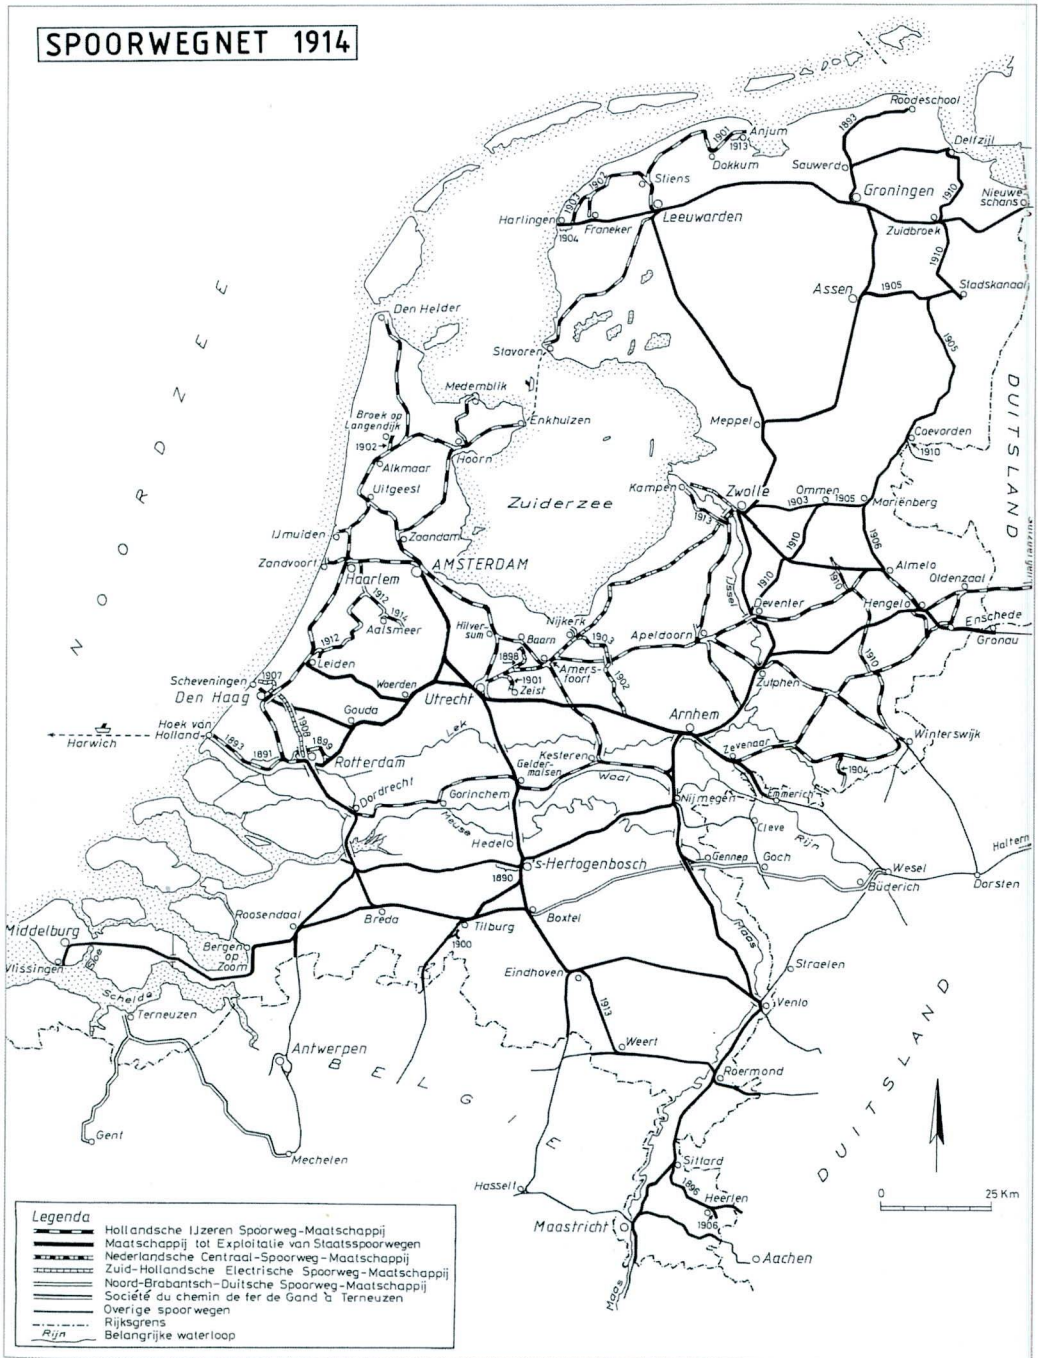 SPOORWEGNET 1914
Roodeschool
1893
Anjum
1901
1913
Dokkum
Delfzijl
Sauwerd
Stiens
1902
1903
Groningen
1910
Nieuwe
schans
Harlingen
Franeker
1904
Leeuwarden
Zuidbroek
1910
Assen
1905
Stadskanaal
Den Helder
1905
Stavoren
NOORDZEE
Medemblik
DUITSLAND
Broek op
Langendijk
Enkhuizen
1902
Meppel
Coevorden
1910
Hoorn
Alkmaar
Uitgeest
Kampen
Zwolle
Ommen
1903
1905
Mariënberg
Zuiderzee
1913
IJmuiden
Zaandam
1910
1906
Zandvoort
Haarlem
AMSTERDAM
IJssel
1910
1910
Almelo
Oldenzaal
1912
1914
Aalsmeer
Deventer
Hengelo
Enschede
Gronau
Hilver-
sum
Nijkerk
Baarn
1903
Apeldoorn
1912
Leiden
1898
1901
Zeist
Amers-
foort
1902
1910
Scheveningen
1907
Den Haag
Woerden
Utrecht
Zutphen
Gouda
1908
1899
Arnhem
Hoek van
Holland
Harwich
1893
1891
Rotterdam
Lek
Kesteren
Zevenaar
Winterswijk
Gelder-
malsen
Waal
1904
Dordrecht
Gorinchem
Nijmegen
Emmerich
Meuse
Hedel
Cleve
Rijn
Haltern
's-Hertogenbosch
Gennep
Goch
Wesel
1890
Büderich
Dorsten
Roosendaal
Breda
Tilburg
1900
Boxtel
Middelburg
Bergen
op
Zoom
Maas
Vlissingen
Sloe
Eindhoven
Straelen
Schelde
Terneuzen
1913
Venlo
Antwerpen
Weert
BELGIE
Roermond
DUITSLAND
Gent
Mechelen
Sittard
Hasselt
1896
Heerlen
1906
Maastricht
Aachen
Maas
0 25 Km
Legenda
Hollandsche IJzeren Spoorweg-Maatschappij
Maatschappij tot Exploitatie van Staatsspoorwegen
Nederlandsche Centraal-Spoorweg-Maatschappij
Zuid-Hollandsche Electrische Spoorweg-Maatschappij
Noord-Brabantsch-Duitsche Spoorweg-Maatschappij
Société du chemin de fer de Gand à Terneuzen
Overige spoorwegen
Rijksgrens
Rijn Belangrijke waterloop